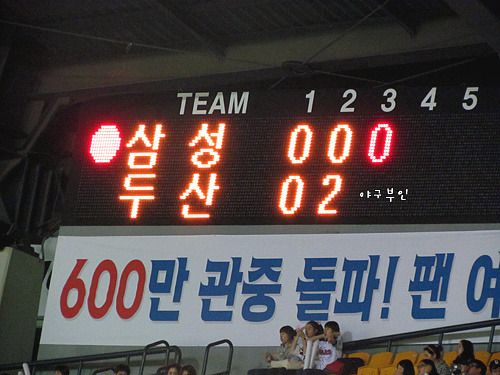 TEAM 1 2 3 4 5
삼 성 0 0 0
두 산 0 2
야구부인
600만 관중 돌파! 팬 여